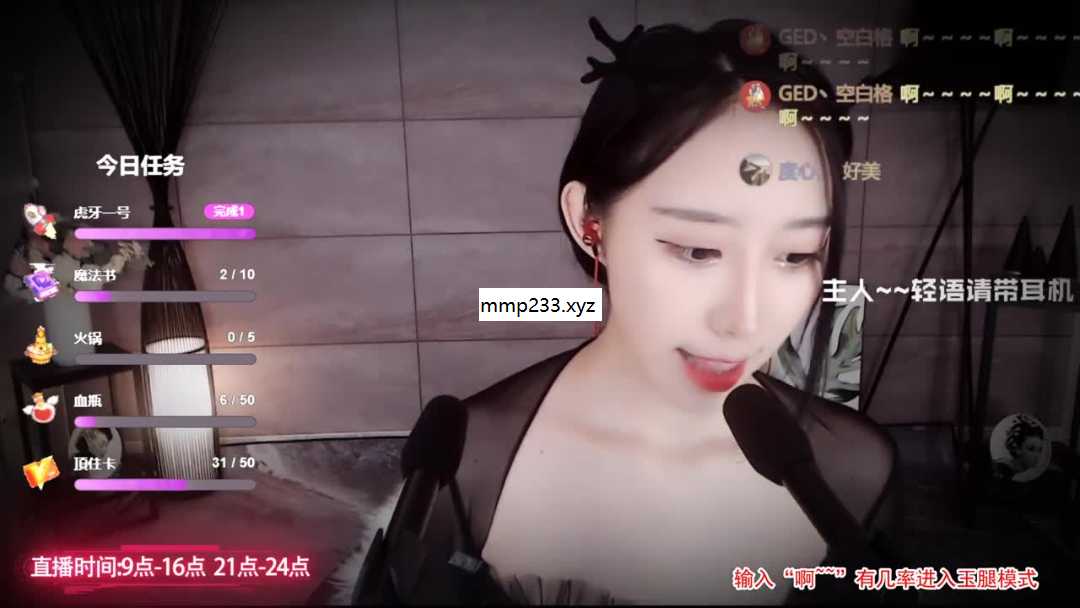 GED丶空白格 啊~~~~啊~~~~
啊~~~~
GED丶空白格 啊~~~~啊~~~~
啊~~~~
好美
今日任务
虎牙一号
完成1
魔法书
2 / 10
火锅
0 / 5
血瓶
6 / 50
顶住卡
31 / 50
主人~~轻语请带耳机
mmp233.xyz
直播时间:9点-16点 21点-24点
输入“啊~~”有几率进入玉腿模式